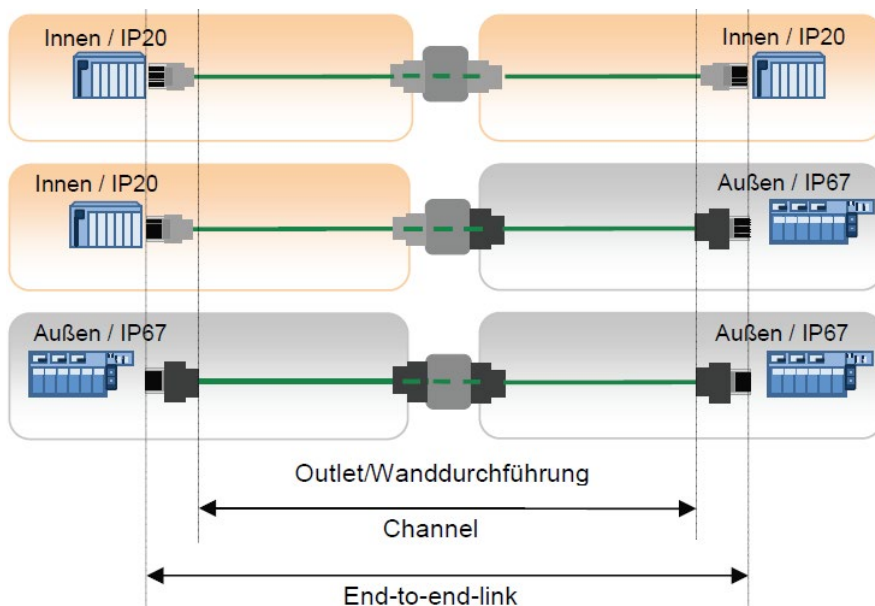 Innen / IP20
Innen / IP20
Innen / IP20
Außen / IP67
Außen / IP67
Außen / IP67
Outlet/Wanddurchführung
Channel
End-to-end-link